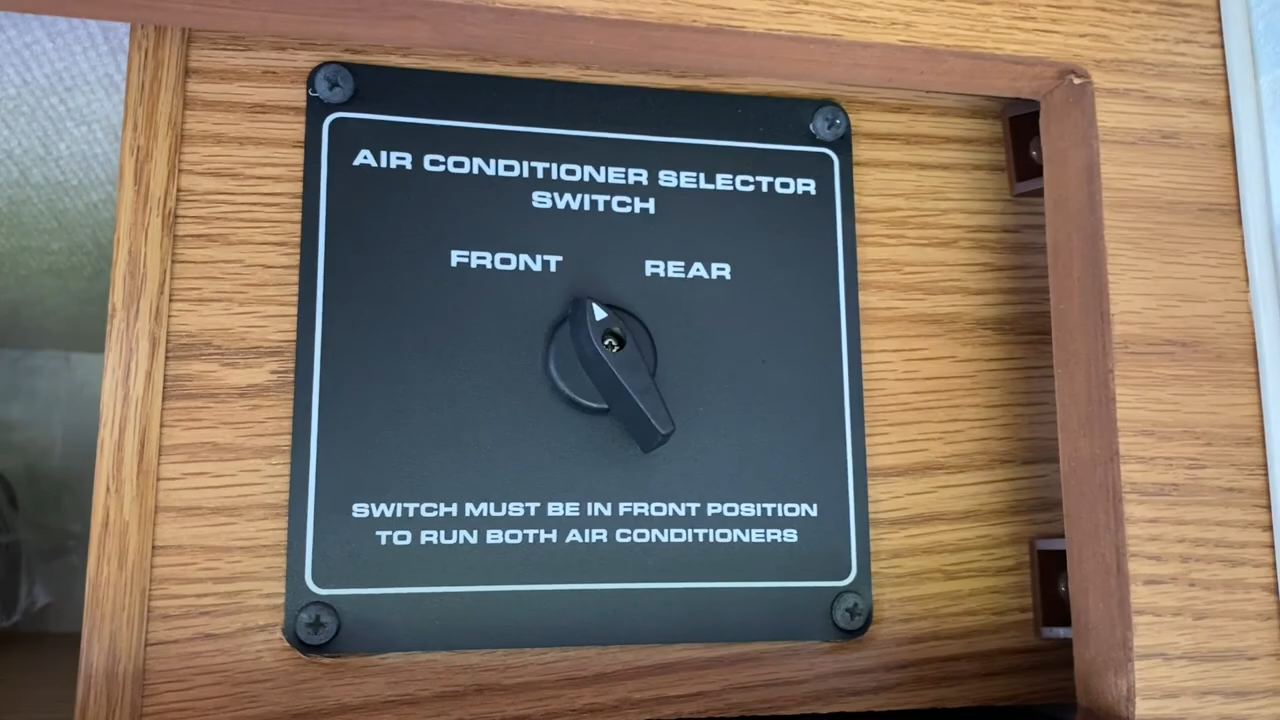 AIR CONDITIONER SELECTOR
SWITCH
FRONT REAR
SWITCH MUST BE IN FRONT POSITION
TO RUN BOTH AIR CONDITIONERS